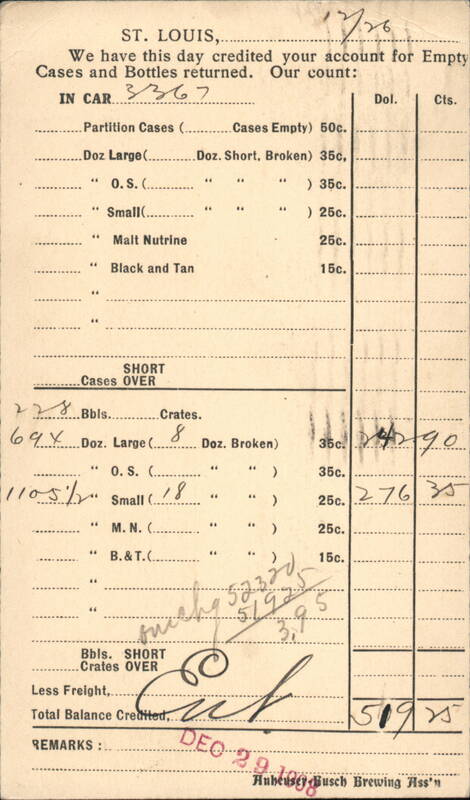 ST. LOUIS, 12/26
We have this day credited your account for Empty
Cases and Bottles returned. Our count:
IN CAR 3367 Dol. Cts.
Partition Cases ( Cases Empty) 50c.
Doz Large( Doz. Short, Broken) 35c,
" O. S. ( " " " ) 35c.
" Small( " " " ) 25c.
" Malt Nutrine 25c.
" Black and Tan 15c.
"
"
SHORT
Cases OVER
228 Bbls. Crates.
694 Doz. Large( 8 Doz. Broken) 35c. 242 90
" O. S. ( " " ) 35c.
1105 1/2 " Small ( 18 " " ) 25c. 276 35
" M. N. ( " " ) 25c.
" B. & T. ( " " ) 15c.
" 52320
" 51925
3,95
Bbls. SHORT
Crates OVER
Less Freight,
Total Balance Credited, Ent. 519 25
REMARKS :
DEC 29 1908
Anheuser-Busch Brewing Ass'n